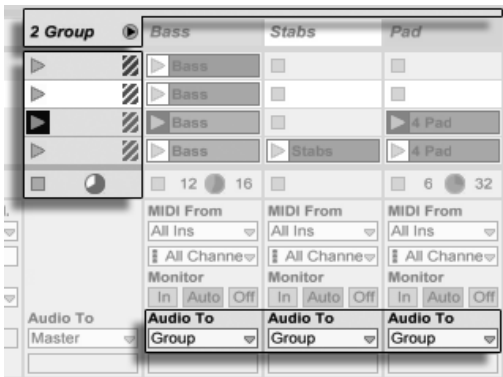 2 Group Bass Stabs Pad
Bass
Bass
Bass 4 Pad
Bass Stabs 4 Pad
12 16 6 32
MIDI From MIDI From MIDI From
All Ins All Ins All Ins
All Channe All Channe All Channe
Monitor Monitor Monitor
In Auto Off In Auto Off In Auto Off
Audio To Audio To Audio To Audio To
Master Group Group Group